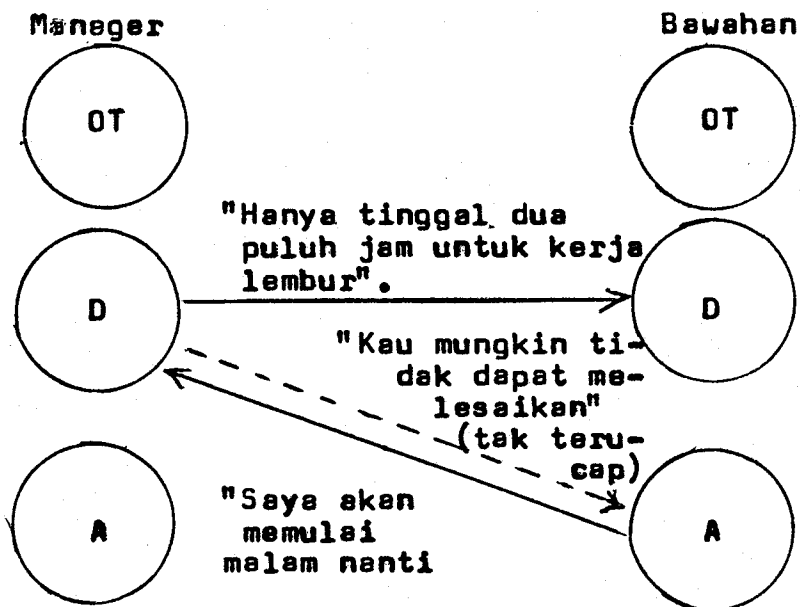 Manager Bawahan
OT OT
"Hanya tinggal dua
puluh jam untuk kerja
lembur".
D D
"Kau mungkin ti-
dak dapat me-
lesaikan"
(tak teru-
cap)
"Saya akan
memulai
malam nanti
A A